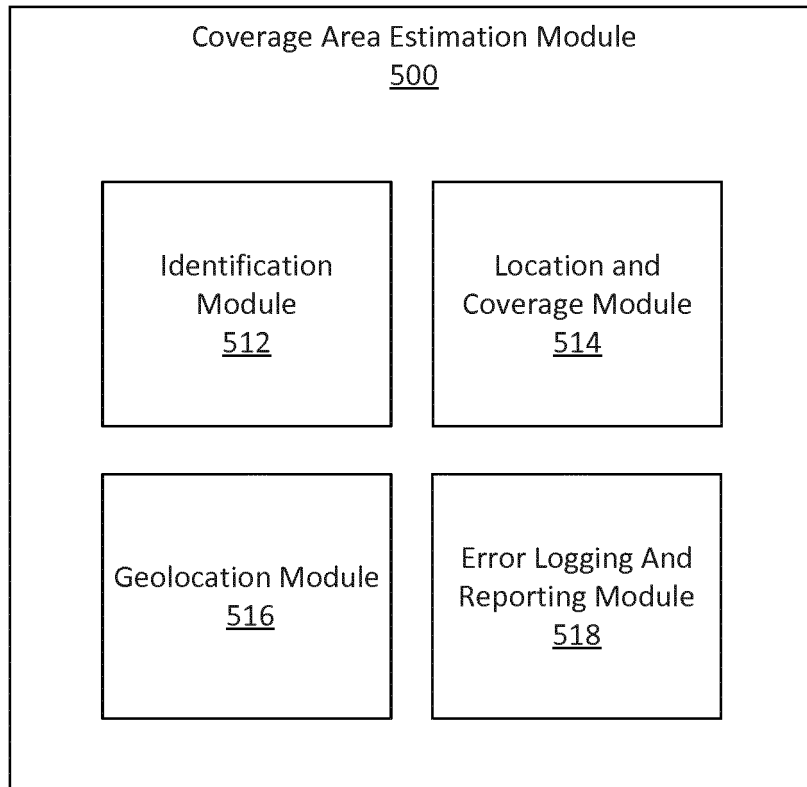 Coverage Area Estimation Module
500
Identification
Module
512
Location and
Coverage Module
514
Geolocation Module
516
Error Logging And
Reporting Module
518